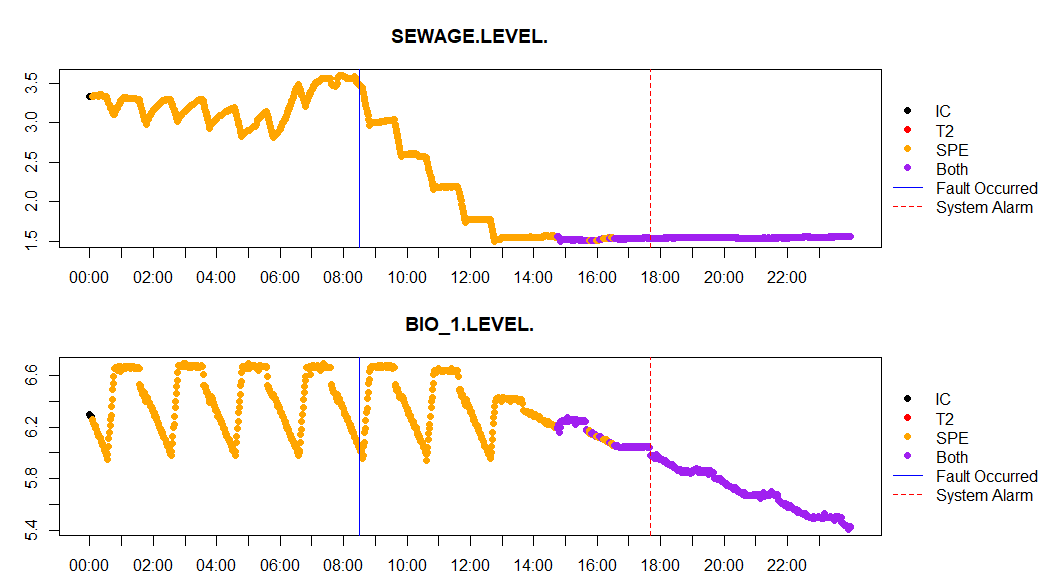 SEWAGE.LEVEL.
3.5
3.0
2.5
2.0
1.5
00:00 02:00 04:00 06:00 08:00 10:00 12:00 14:00 16:00 18:00 20:00 22:00
IC
T2
SPE
Both
Fault Occurred
System Alarm
BIO_1.LEVEL.
6.6
6.2
5.8
5.4
00:00 02:00 04:00 06:00 08:00 10:00 12:00 14:00 16:00 18:00 20:00 22:00
IC
T2
SPE
Both
Fault Occurred
System Alarm